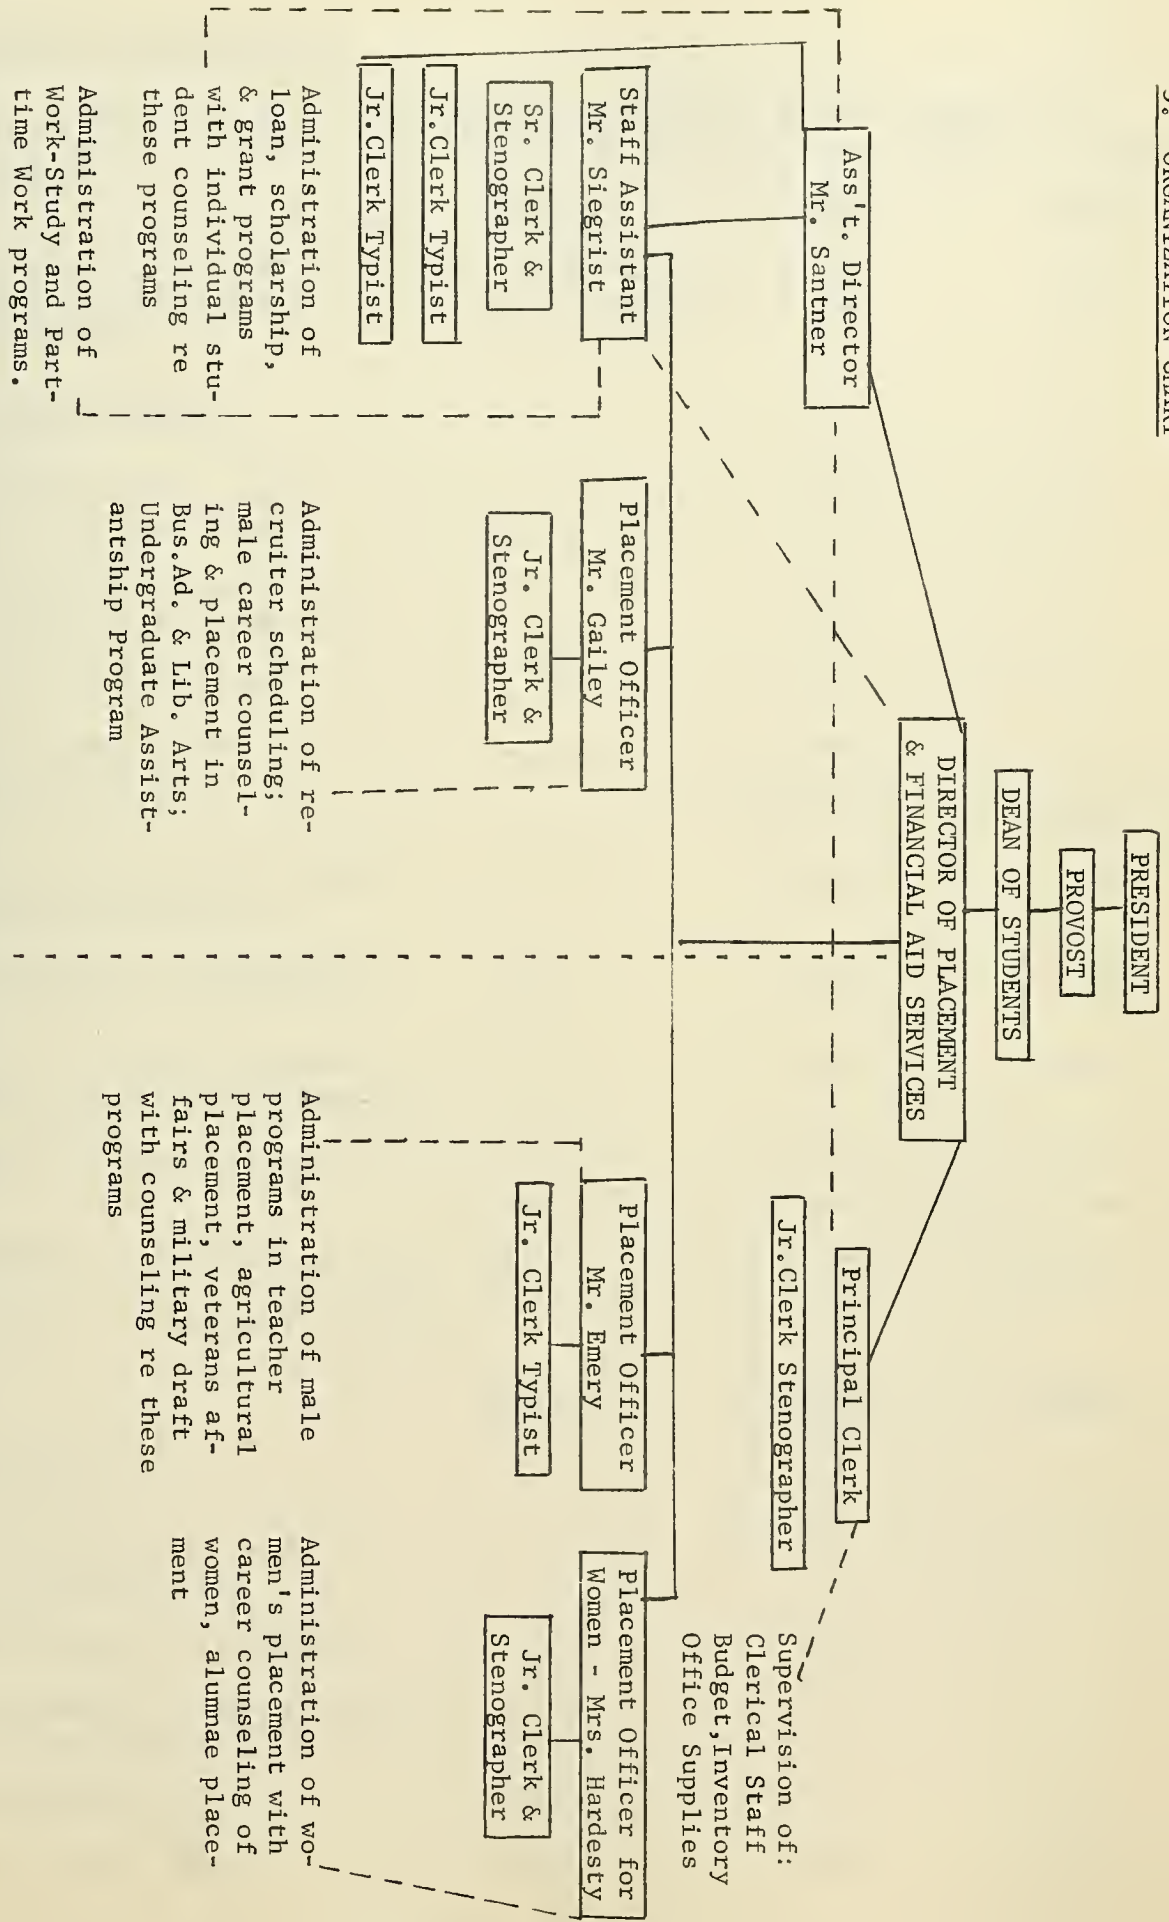 ORGANIZATION CHART
PRESIDENT
PROVOST
DEAN OF STUDENTS
DIRECTOR OF PLACEMENT
& FINANCIAL AID SERVICES
Ass't. Director
Mr. Santner
Principal Clerk
Jr.Clerk Stenographer
Supervision of:
Clerical Staff
Budget,Inventory
Office Supplies
Staff Assistant
Mr. Siegrist
Sr. Clerk &
Stenographer
Jr.Clerk Typist
Jr.Clerk Typist
Administration of
loan, scholarship,
& grant programs
with individual stu-
dent counseling re
these programs
Administration of
Work-Study and Part-
time Work programs.
Placement Officer
Mr. Gailey
Jr. Clerk &
Stenographer
Administration of re-
cruiter scheduling;
male career counsel-
ing & placement in
Bus.Ad. & Lib. Arts;
Undergraduate Assist-
antship Program
Placement Officer
Mr. Emery
Jr. Clerk Typist
Administration of male
programs in teacher
placement, agricultural
placement, veterans af-
fairs & military draft
with counseling re these
programs
Placement Officer for
Women - Mrs. Hardesty
Jr. Clerk &
Stenographer
Administration of wo-
men's placement with
career counseling of
women, alumnae place-
ment